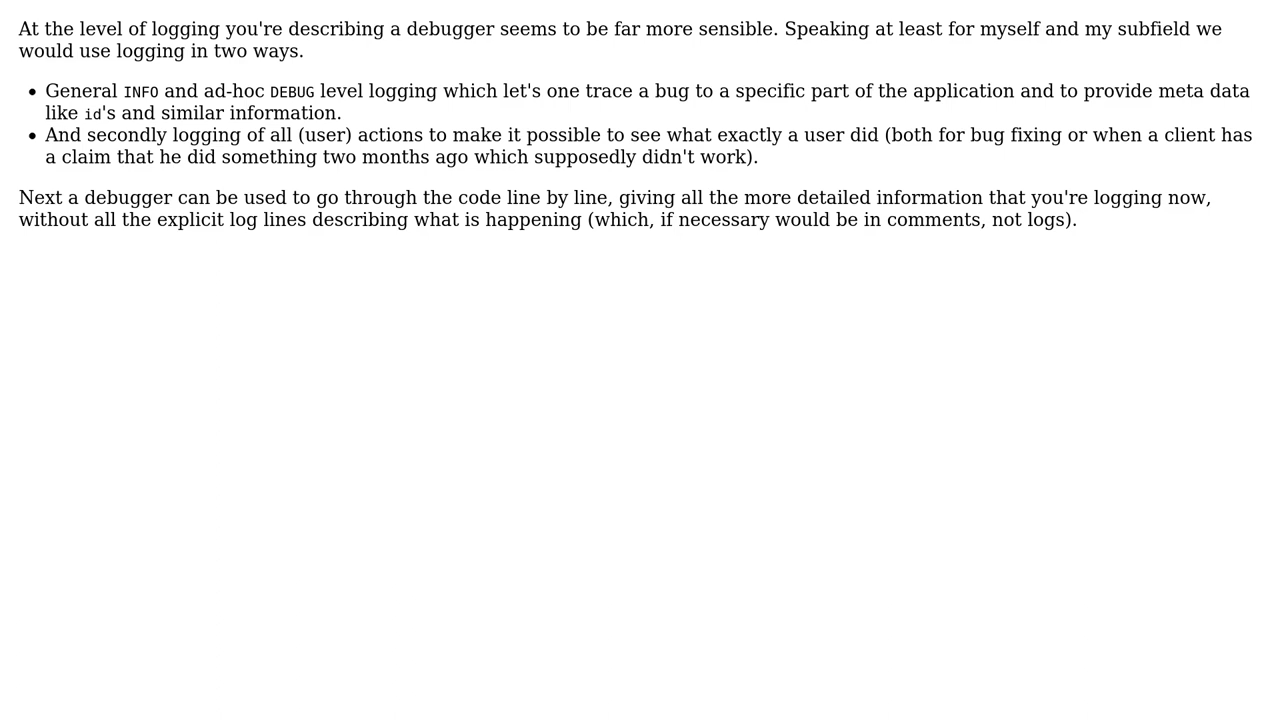 At the level of logging you're describing a debugger seems to be far more sensible. Speaking at least for myself and my subfield we
would use logging in two ways.
• General INFO and ad-hoc DEBUG level logging which let's one trace a bug to a specific part of the application and to provide meta data
like id's and similar information.
• And secondly logging of all (user) actions to make it possible to see what exactly a user did (both for bug fixing or when a client has
a claim that he did something two months ago which supposedly didn't work).
Next a debugger can be used to go through the code line by line, giving all the more detailed information that you're logging now,
without all the explicit log lines describing what is happening (which, if necessary would be in comments, not logs).